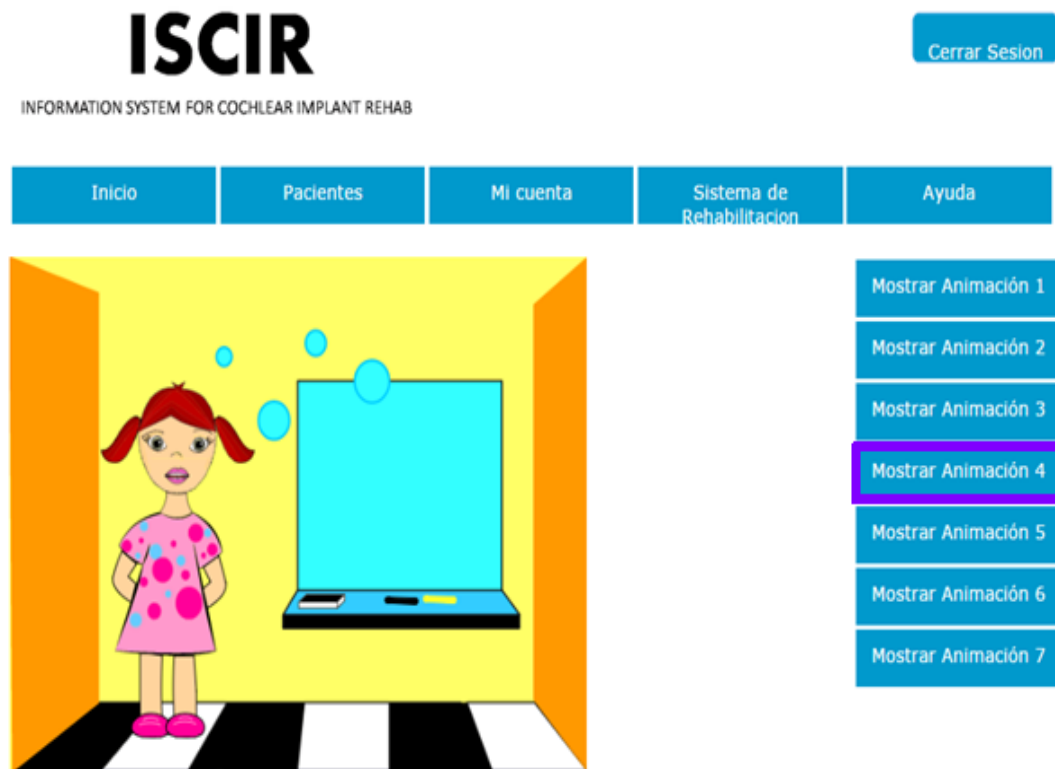 ISCIR
Cerrar Sesion
INFORMATION SYSTEM FOR COCHLEAR IMPLANT REHAB
Inicio
Pacientes
Mi cuenta
Sistema de
Rehabilitacion
Ayuda
Mostrar Animación 1
Mostrar Animación 2
Mostrar Animación 3
Mostrar Animación 4
Mostrar Animación 5
Mostrar Animación 6
Mostrar Animación 7